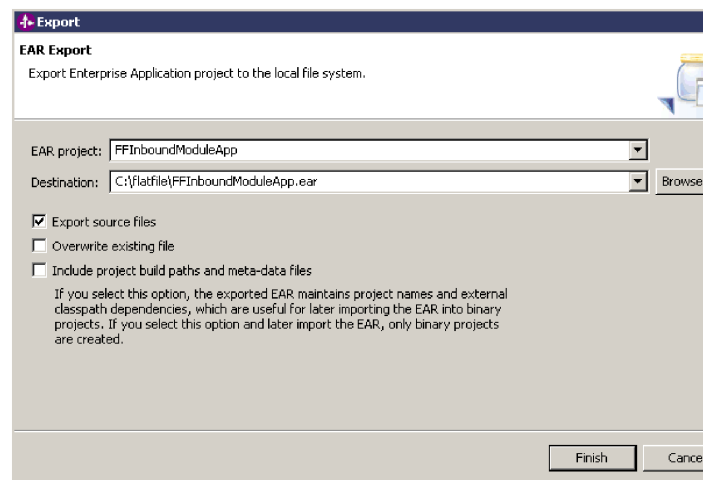 Export
EAR Export
Export Enterprise Application project to the local file system.
EAR project: FFInboundModuleApp
Destination: C:\flatfile\FFInboundModuleApp.ear Browse
Export source files
Overwrite existing file
Include project build paths and meta-data files
If you select this option, the exported EAR maintains project names and external
classpath dependencies, which are useful for later importing the EAR into binary
projects. If you select this option and later import the EAR, only binary projects
are created.
Finish Cance